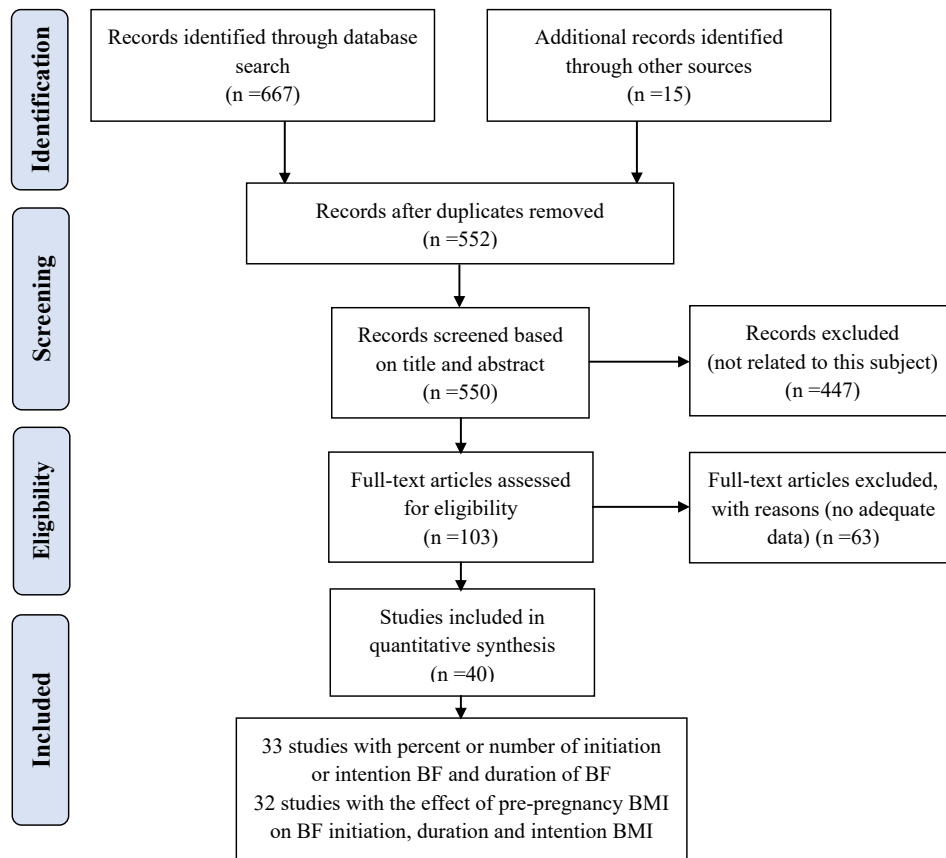 Identification
Records identified through database
search
(n =667)
Additional records identified
through other sources
(n =15)
Records after duplicates removed
(n =552)
Screening
Records screened based
on title and abstract
(n =550)
Records excluded
(not related to this subject)
(n =447)
Eligibility
Full-text articles assessed
for eligibility
(n =103)
Full-text articles excluded,
with reasons (no adequate
data) (n =63)
Included
Studies included in
quantitative synthesis
(n =40)
33 studies with percent or number of initiation
or intention BF and duration of BF
32 studies with the effect of pre-pregnancy BMI
on BF initiation, duration and intention BMI